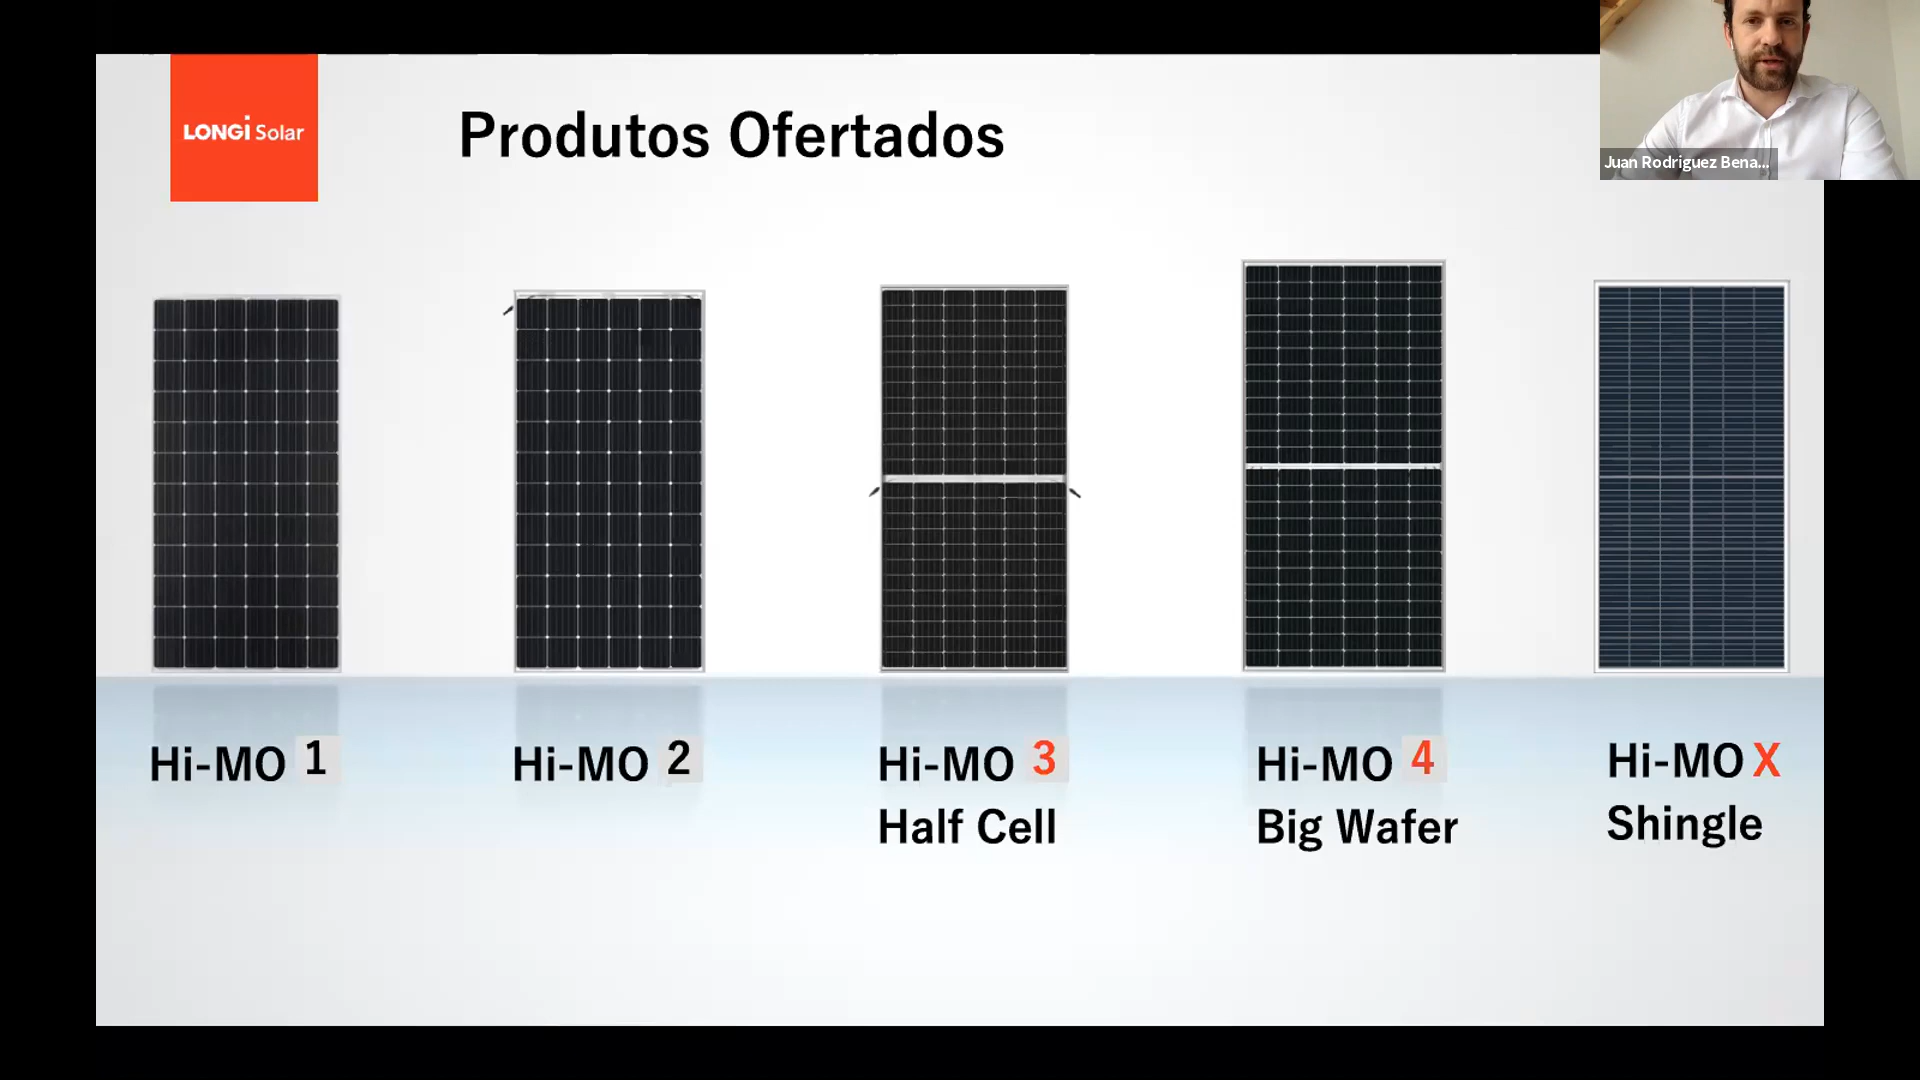 LONGi Solar
Produtos Ofertados
Juan Rodriguez Bena...
Hi-MO 1
Hi-MO 2
Hi-MO 3
Half Cell
Hi-MO 4
Big Wafer
Hi-MO X
Shingle